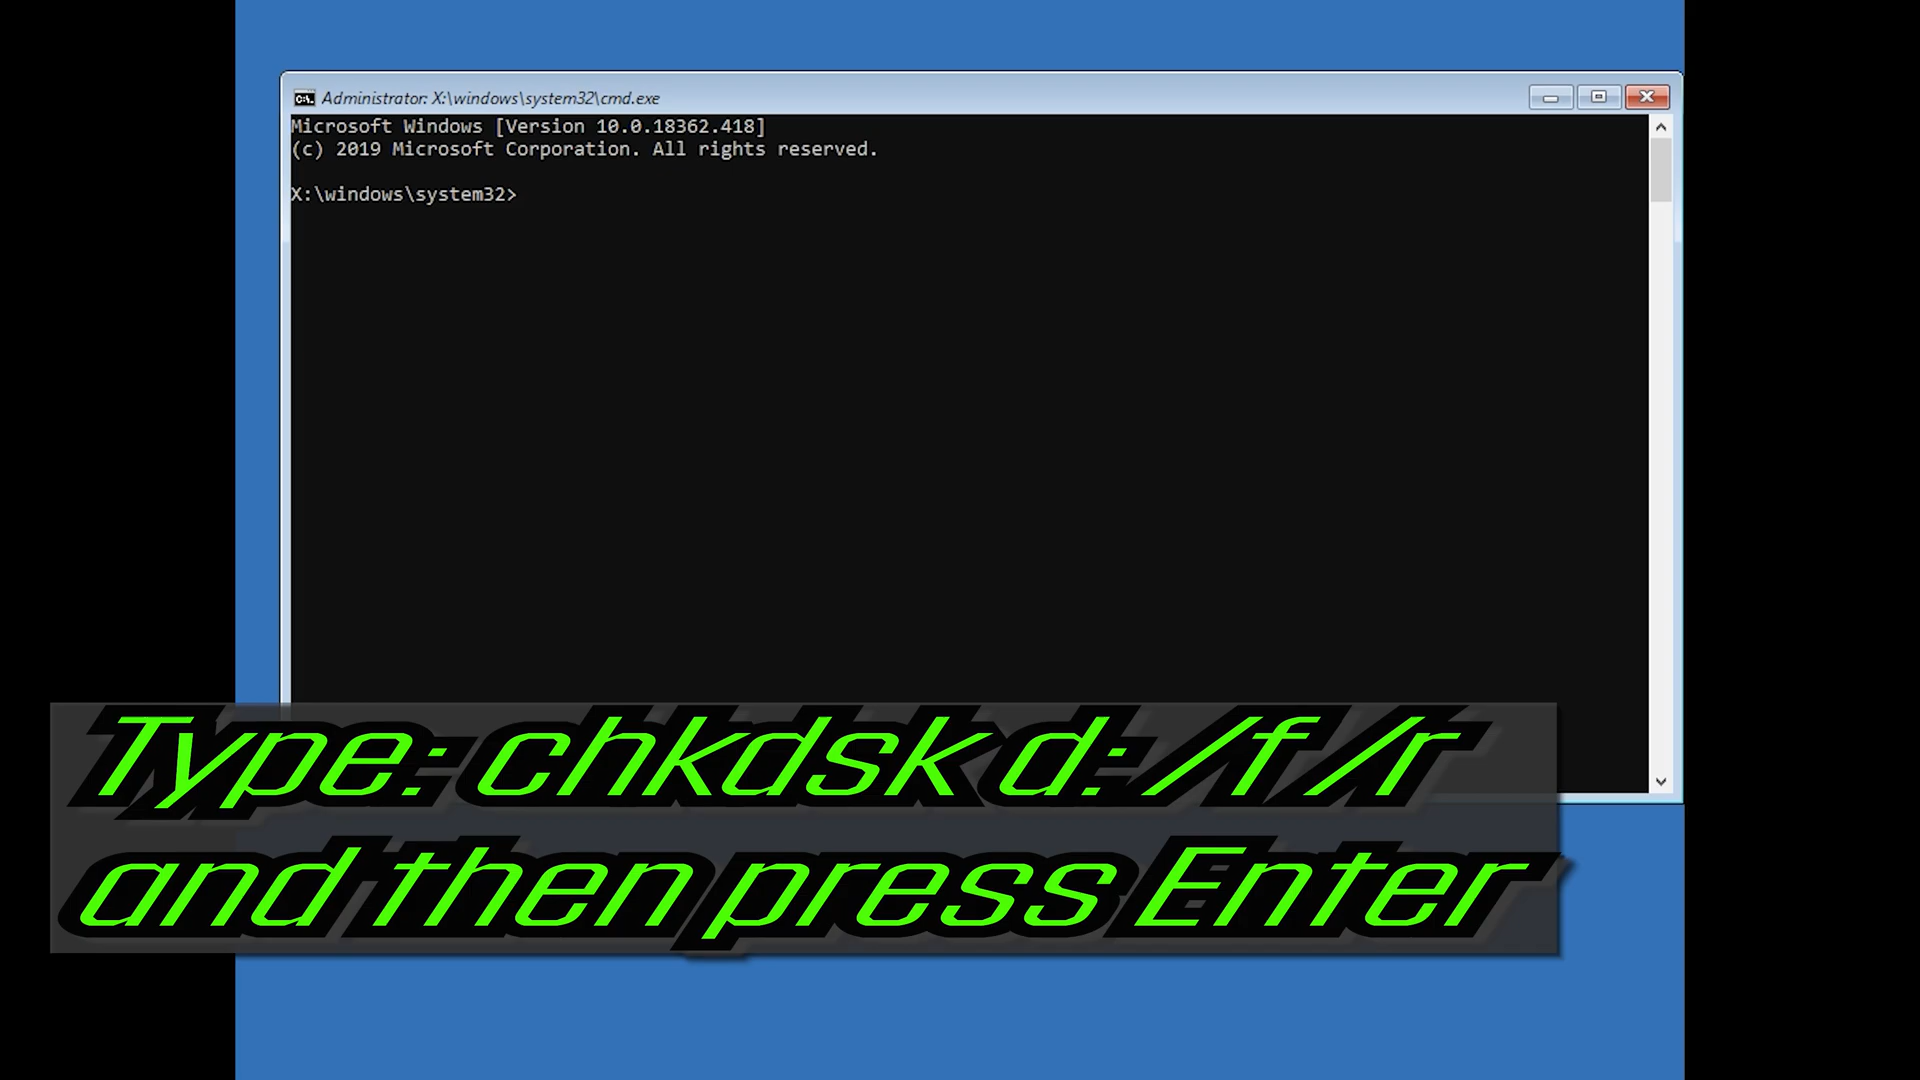 Administrator: X:\windows\system32\cmd.exe
Microsoft Windows [Version 10.0.18362.418]
(c) 2019 Microsoft Corporation. All rights reserved.
X:\windows\system32>
Type: chkdsk d: /f /r
and then press Enter